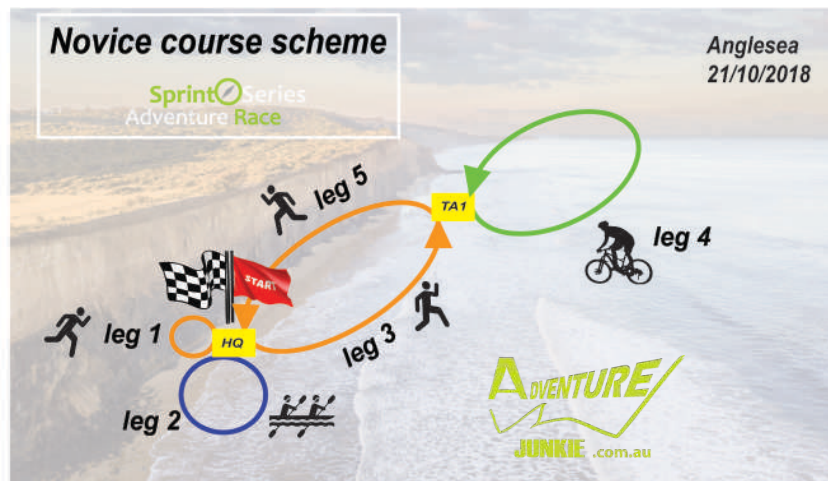 Novice course scheme
Sprint Series
Adventure Race
Anglesea
21/10/2018
leg 5
TA1
leg 4
START
leg 1
HQ
leg 3
leg 2
ADVENTURE
JUNKIE .com.au